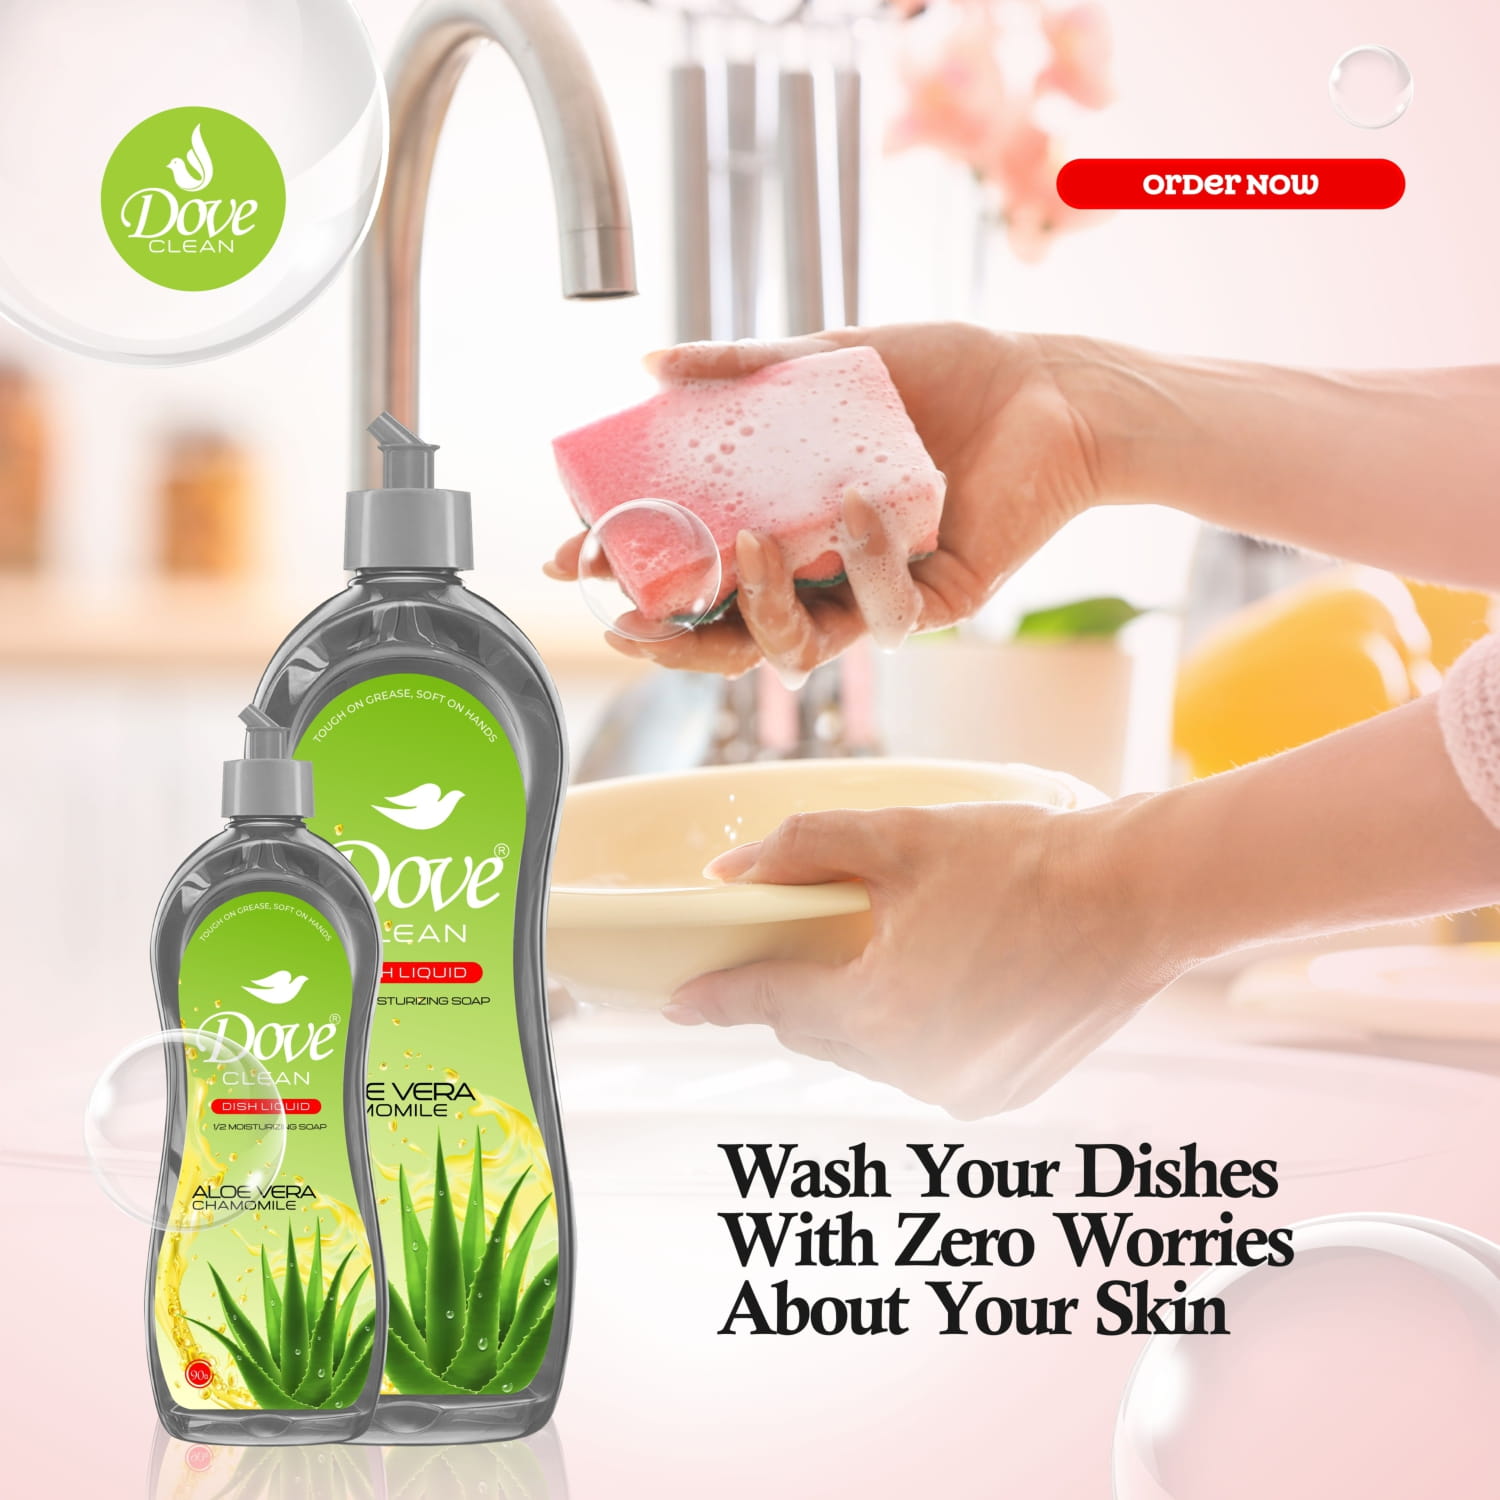 Dove
CLEAN
ORDER NOW
TOUGH ON GREASE, SOFT ON HANDS
Dove®
LEAN
H LIQUID
STURIZING SOAP
E VERA
MOMILE
TOUGH ON GREASE, SOFT ON HANDS
Dove®
CLEAN
DISH LIQUID
1/2 MOISTURIZING SOAP
ALOE VERA
CHAMOMILE
Wash Your Dishes
With Zero Worries
About Your Skin